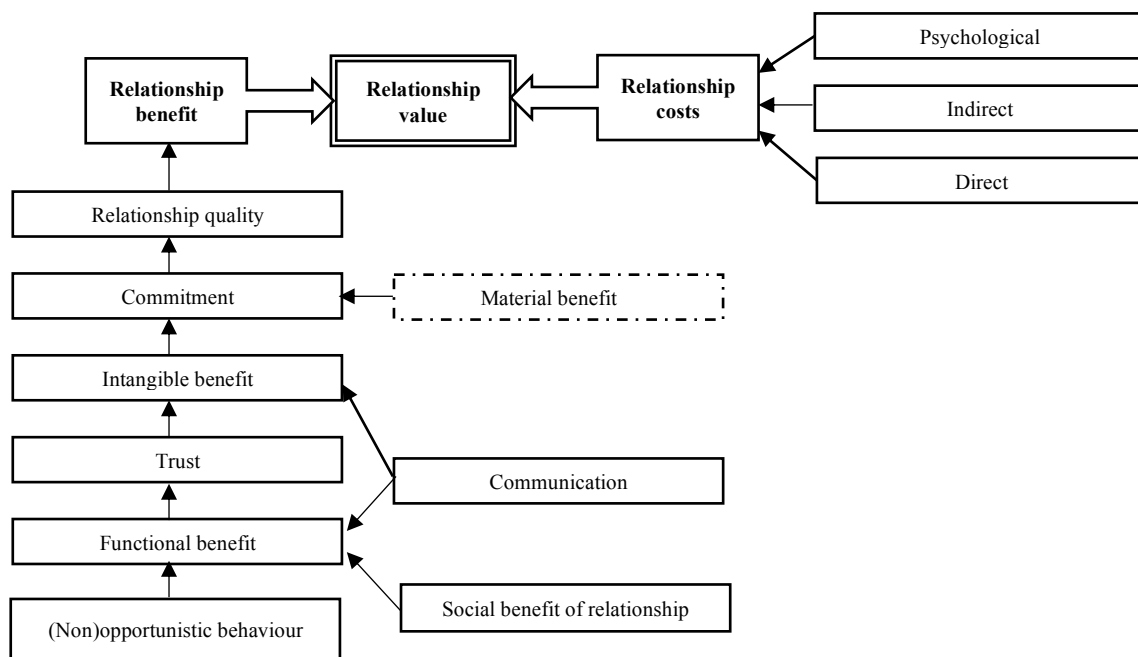 Psychological
Relationship
benefit
Relationship
value
Relationship
costs
Indirect
Direct
Relationship quality
Commitment
Material benefit
Intangible benefit
Trust
Communication
Functional benefit
Social benefit of relationship
(Non)opportunistic behaviour